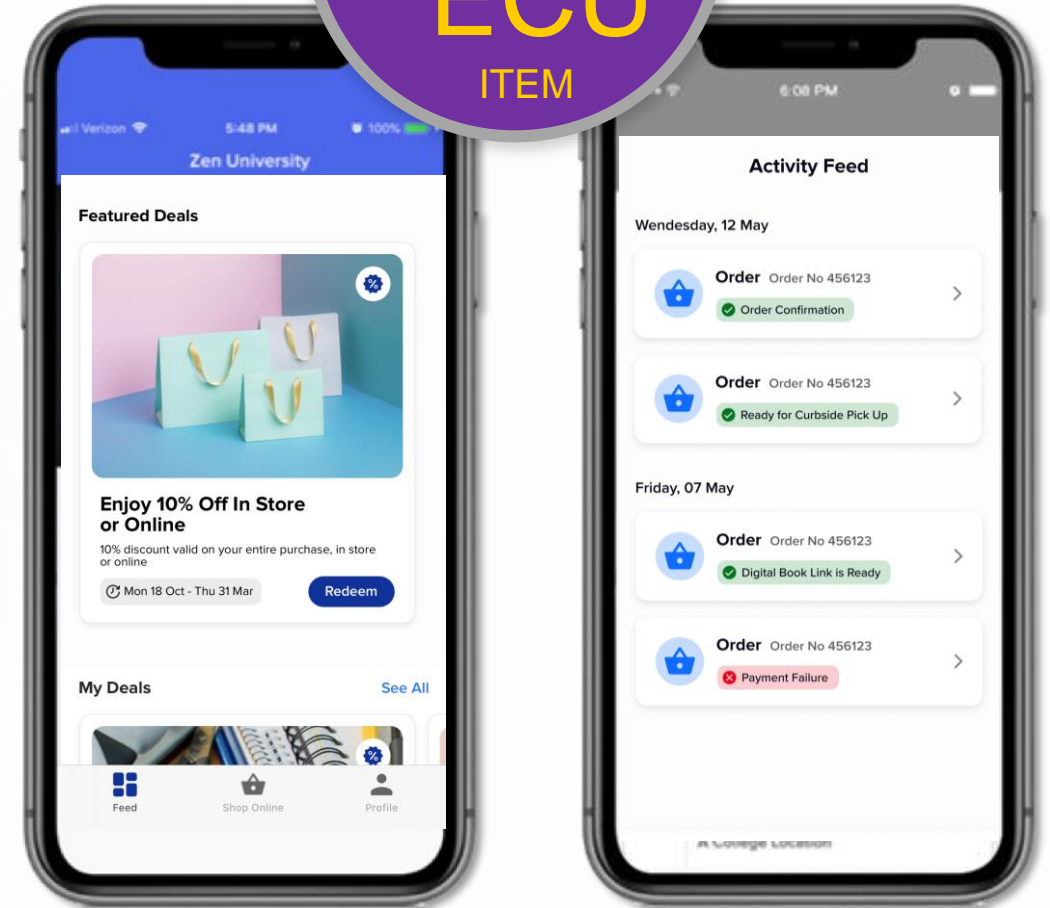 ECU
ITEM
Verizon
5:48 PM
100%
Zen University
Featured Deals
Enjoy 10% Off In Store
or Online
10% discount valid on your entire purchase, in store
or online
Mon 18 Oct - Thu 31 Mar
Redeem
My Deals
See All
Feed
Shop Online
Profile
6:08 PM
Activity Feed
Wendesday, 12 May
Order Order No 456123
Order Confirmation
Order Order No 456123
Ready for Curbside Pick Up
Friday, 07 May
Order Order No 456123
Digital Book Link is Ready
Order Order No 456123
Payment Failure
A College Location